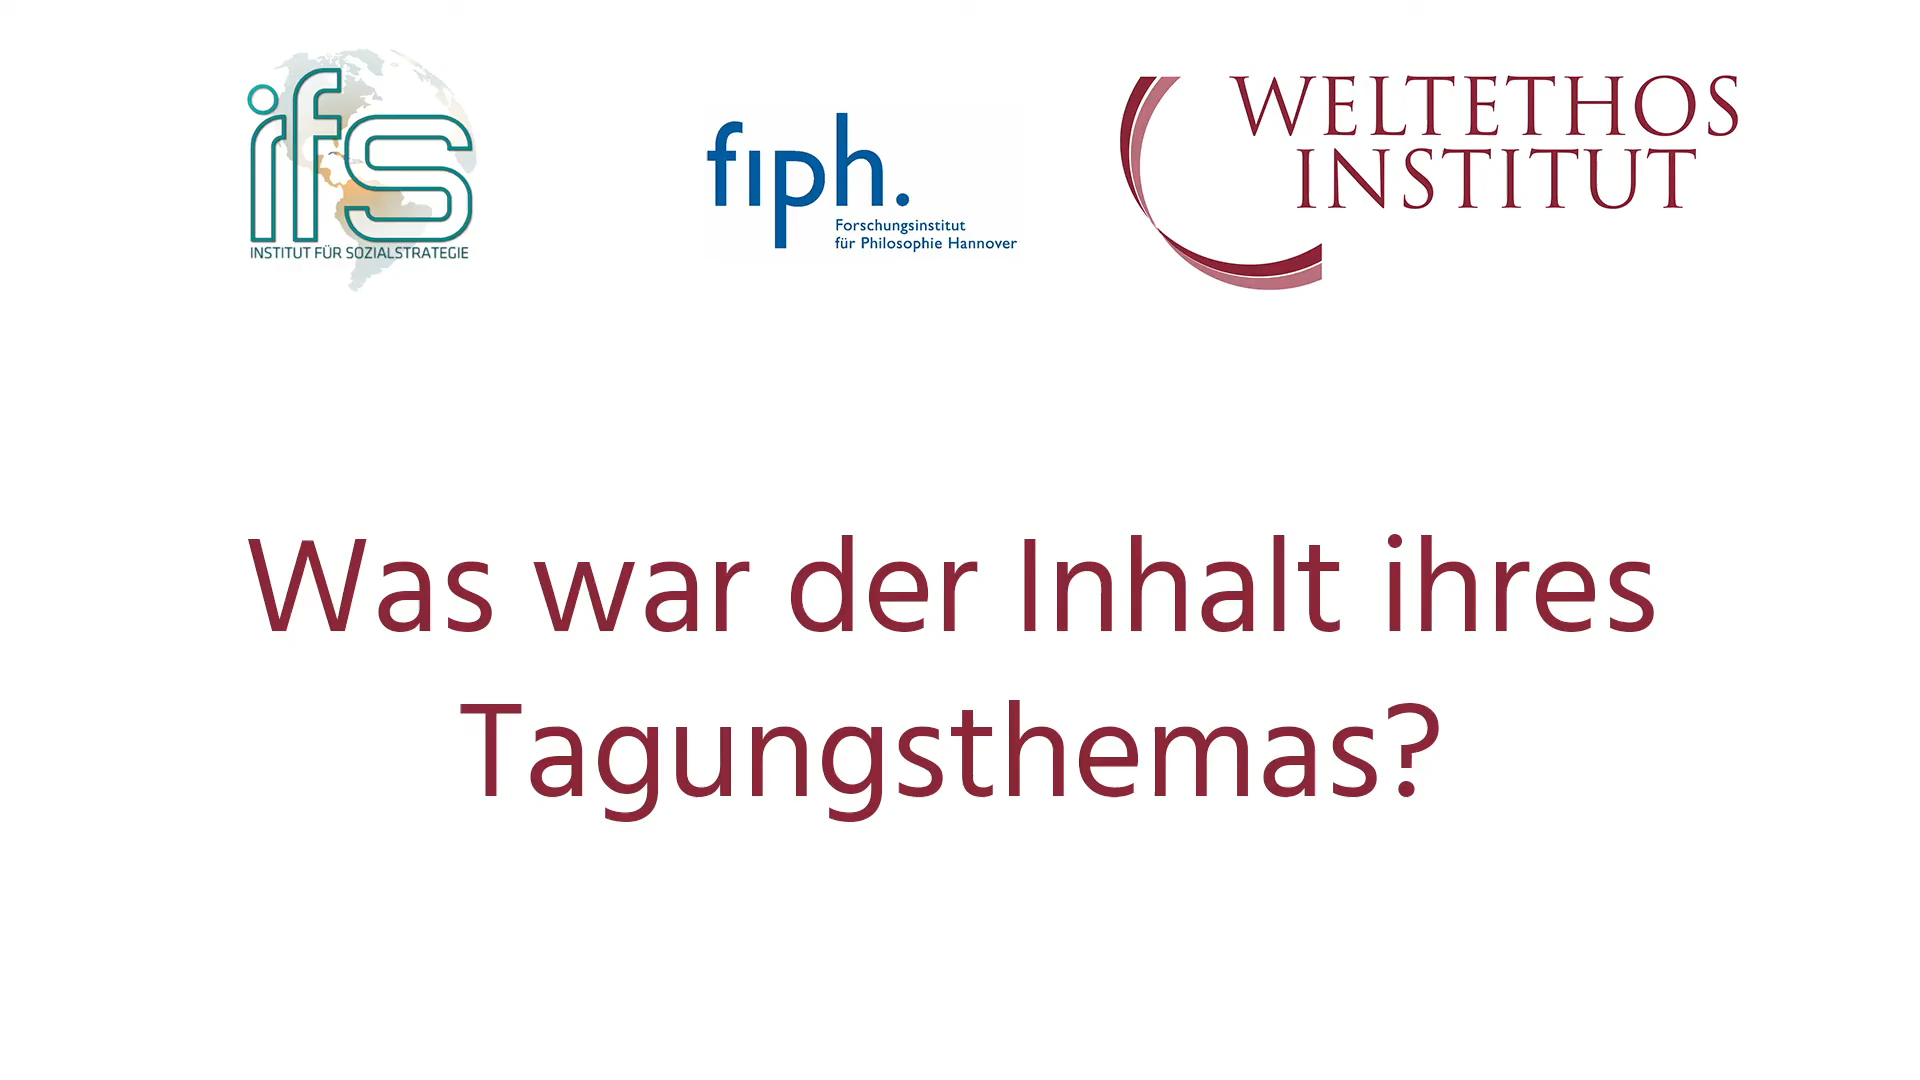 ifs
INSTITUT FÜR SOZIALSTRATEGIE
fiph.
Forschungsinstitut
für Philosophie Hannover
WELTETHOS
INSTITUT
Was war der Inhalt ihres
Tagungsthemas?